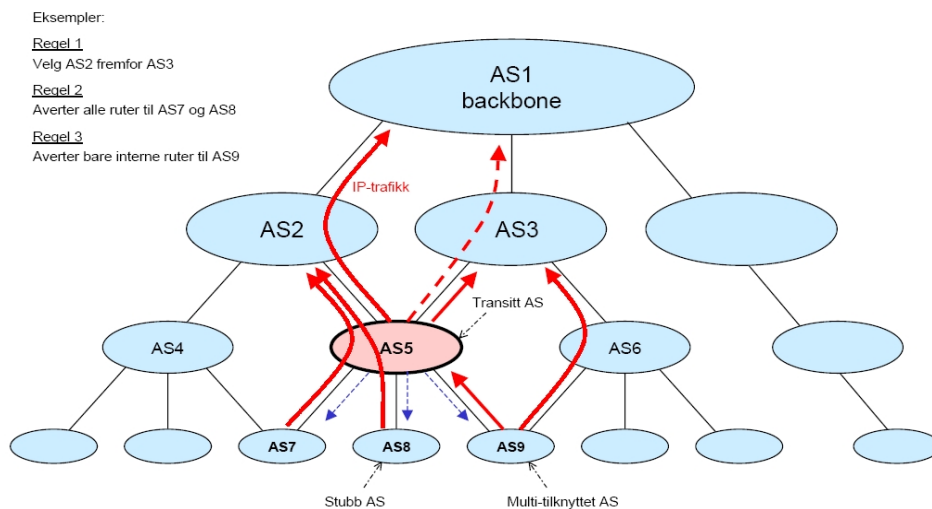 Eksempler:
Regel 1
Velg AS2 fremfor AS3
Regel 2
Averter alle ruter til AS7 og AS8
Regel 3
Averter bare interne ruter til AS9
AS1
backbone
IP-trafikk
AS2
AS3
Transitt AS
AS4
AS5
AS6
AS7
AS8
AS9
Stubb AS
Multi-tilknyttet AS